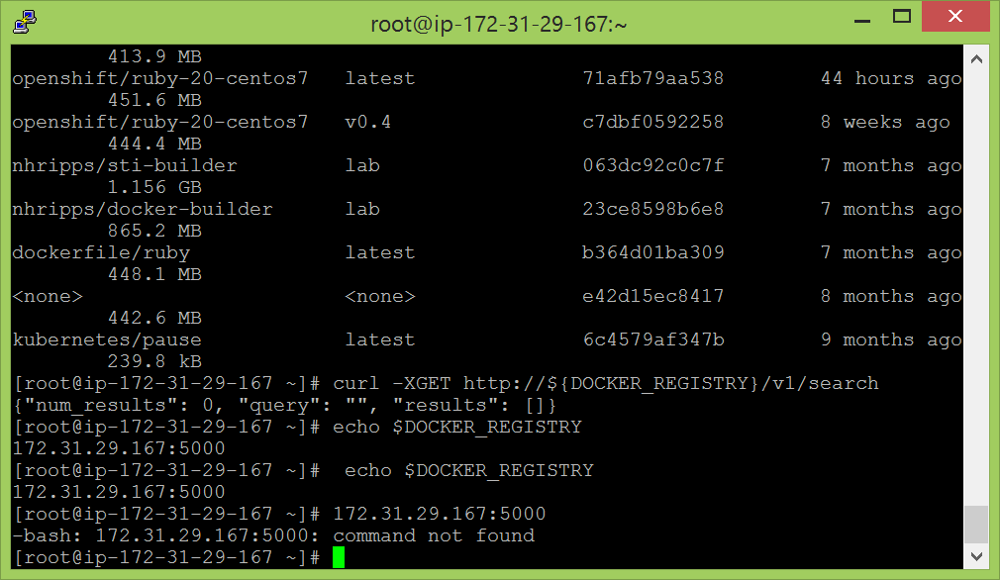 root@ip-172-31-29-167:~
413.9 MB
openshift/ruby-20-centos7 latest 71afb79aa538 44 hours ago
451.6 MB
openshift/ruby-20-centos7 v0.4 c7dbf0592258 8 weeks ago
444.4 MB
nhripps/sti-builder lab 063dc92c0c7f 7 months ago
1.156 GB
nhripps/docker-builder lab 23ce8598b6e8 7 months ago
865.2 MB
dockerfile/ruby latest b364d01ba309 7 months ago
448.1 MB
<none> <none> e42d15ec8417 8 months ago
442.6 MB
kubernetes/pause latest 6c4579af347b 9 months ago
239.8 kB
[root@ip-172-31-29-167 ~]# curl -XGET http://${DOCKER_REGISTRY}/v1/search
{"num_results": 0, "query": "", "results": []}
[root@ip-172-31-29-167 ~]# echo $DOCKER_REGISTRY
172.31.29.167:5000
[root@ip-172-31-29-167 ~]#  echo $DOCKER_REGISTRY
172.31.29.167:5000
[root@ip-172-31-29-167 ~]# 172.31.29.167:5000
-bash: 172.31.29.167:5000: command not found
[root@ip-172-31-29-167 ~]#